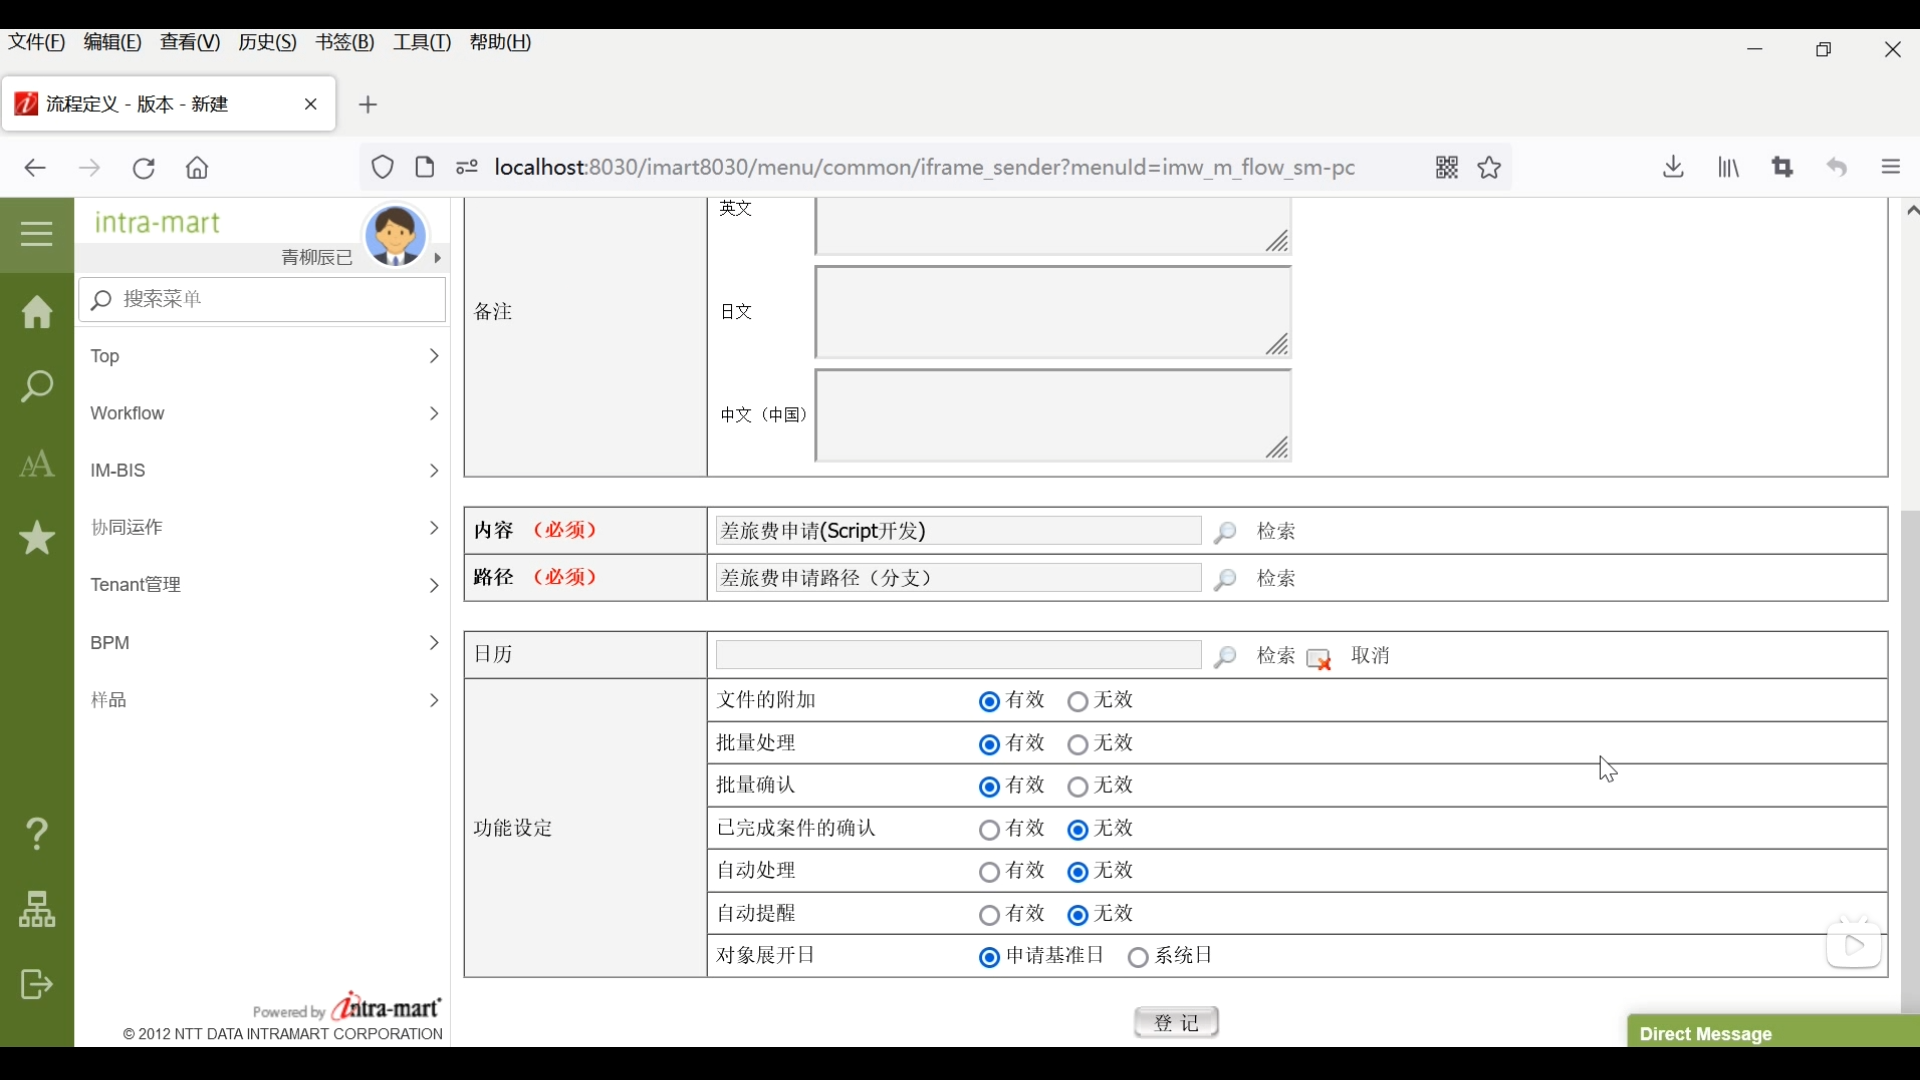 文件(F) 编辑(E) 查看(V) 历史(S) 书签(B) 工具(T) 帮助(H)
流程定义 - 版本 - 新建
localhost:8030/imart8030/menu/common/iframe_sender?menuId=imw_m_flow_sm-pc
intra-mart
青柳辰巳
搜索菜单
Top
Workflow
IM-BIS
协同运作
Tenant管理
BPM
样品
Powered by intra-mart
© 2012 NTT DATA INTRAMART CORPORATION
备注
英文
日文
中文（中国）
内容 （必须） 差旅费申请(Script开发) 检索
路径 （必须） 差旅费申请路径（分支） 检索
日历 检索 取消
功能设定
文件的附加 有效 无效
批量处理 有效 无效
批量确认 有效 无效
已完成案件的确认 有效 无效
自动处理 有效 无效
自动提醒 有效 无效
对象展开日 申请基准日 系统日
登 记
Direct Message